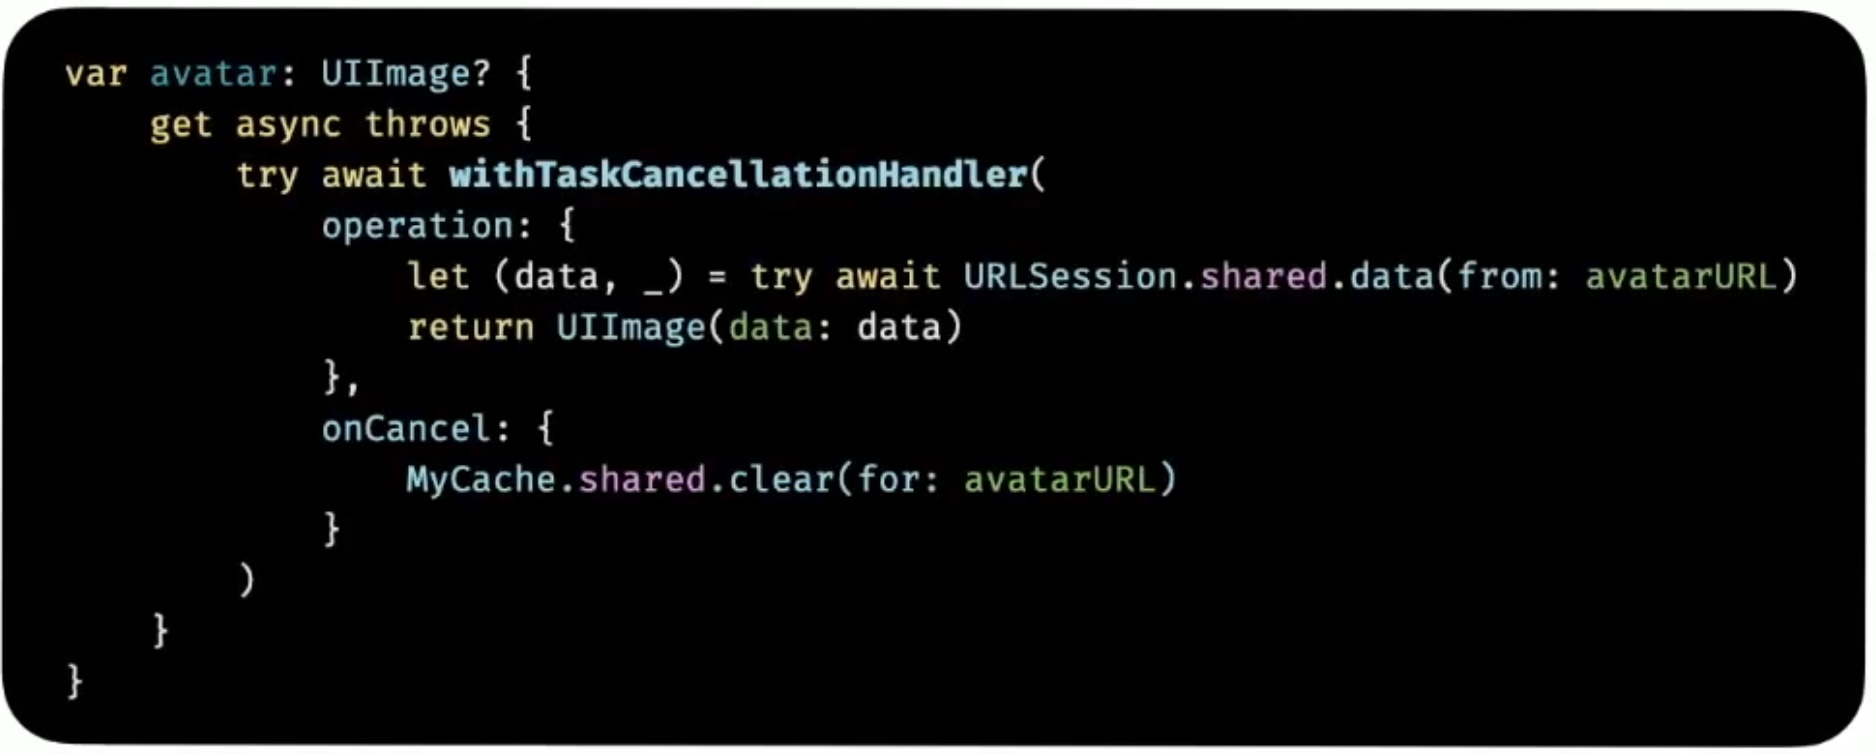 var avatar: UIImage? {
    get async throws {
        try await withTaskCancellationHandler(
            operation: {
                let (data, _) = try await URLSession.shared.data(from: avatarURL)
                return UIImage(data: data)
            },
            onCancel: {
                MyCache.shared.clear(for: avatarURL)
            }
        )
    }
}